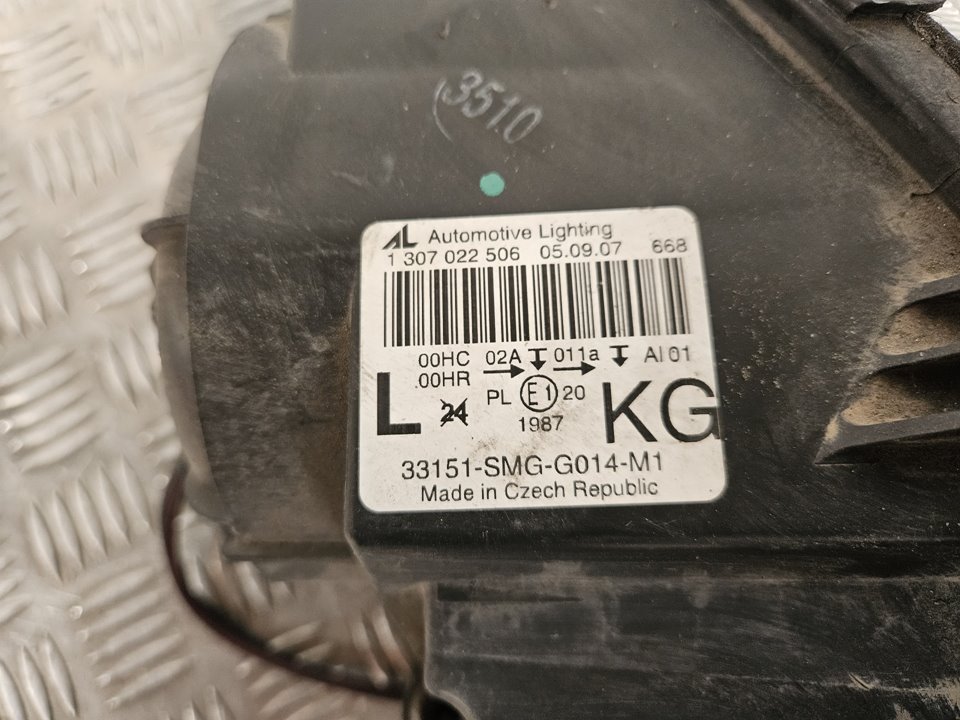 3510
AL Automotive Lighting
1 307 022 506 05.09.07 668
00HC 02A 011a AI 01
.00HR
L 24 PL E1 20 KG
1987
33151-SMG-G014-M1
Made in Czech Republic